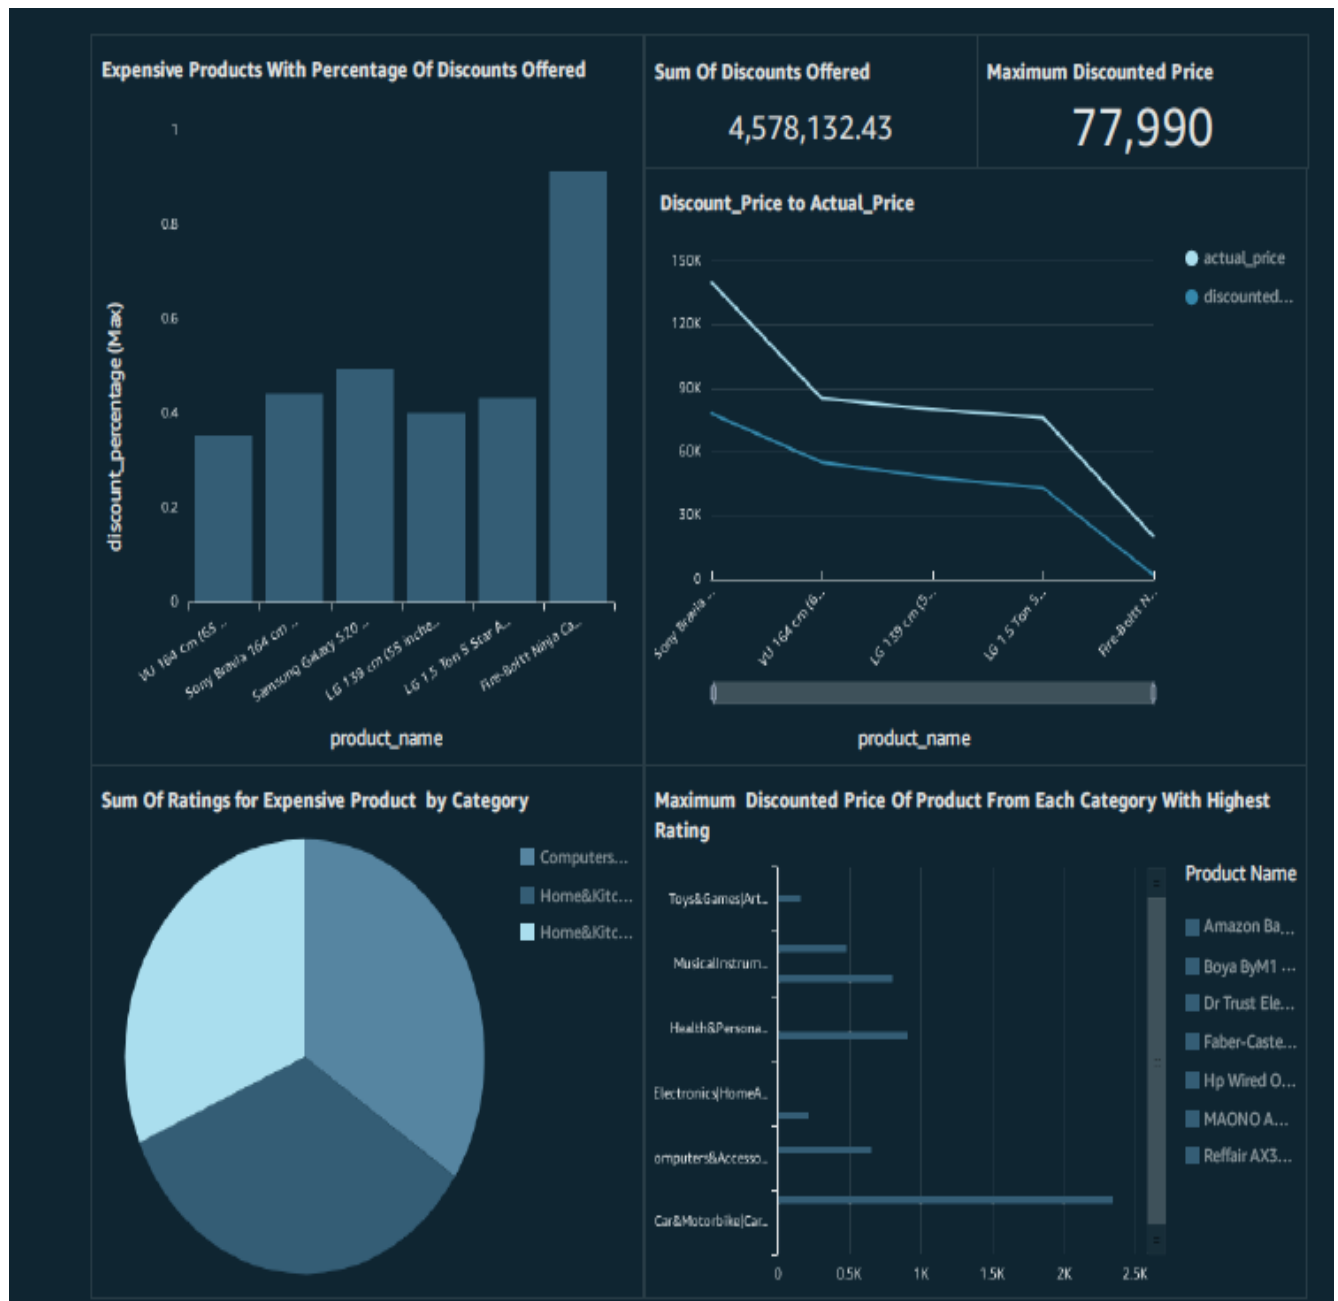 Expensive Products With Percentage Of Discounts Offered
1
0.8
0.6
0.4
0.2
0
discount_percentage (Max)
VU 164 cm (65 ...
Sony Bravia 164 cm ...
Samsung Galaxy S20 ...
LG 139 cm (55 inche...
LG 1.5 Ton 5 Star A...
Fire-Boltt Ninja Ca...
product_name
Sum Of Discounts Offered
4,578,132.43
Maximum Discounted Price
77,990
Discount_Price to Actual_Price
150K
120K
90K
60K
30K
0
actual_price
discounted...
Sony Bravia ...
VU 164 cm (6...
LG 139 cm (5...
LG 1.5 Ton 5...
Fire-Boltt N...
product_name
Sum Of Ratings for Expensive Product by Category
Computers...
Home&Kitc...
Home&Kitc...
Maximum Discounted Price Of Product From Each Category With Highest
Rating
Toys&Games|Art...
MusicalInstrum...
Health&Persona...
Electronics|HomeA...
omputers&Accesso...
Car&Motorbike|Car...
0
0.5K
1K
1.5K
2K
2.5K
Product Name
Amazon Ba...
Boya ByM1 ...
Dr Trust Ele...
Faber-Caste...
Hp Wired O...
MAONO A...
Reffair AX3...